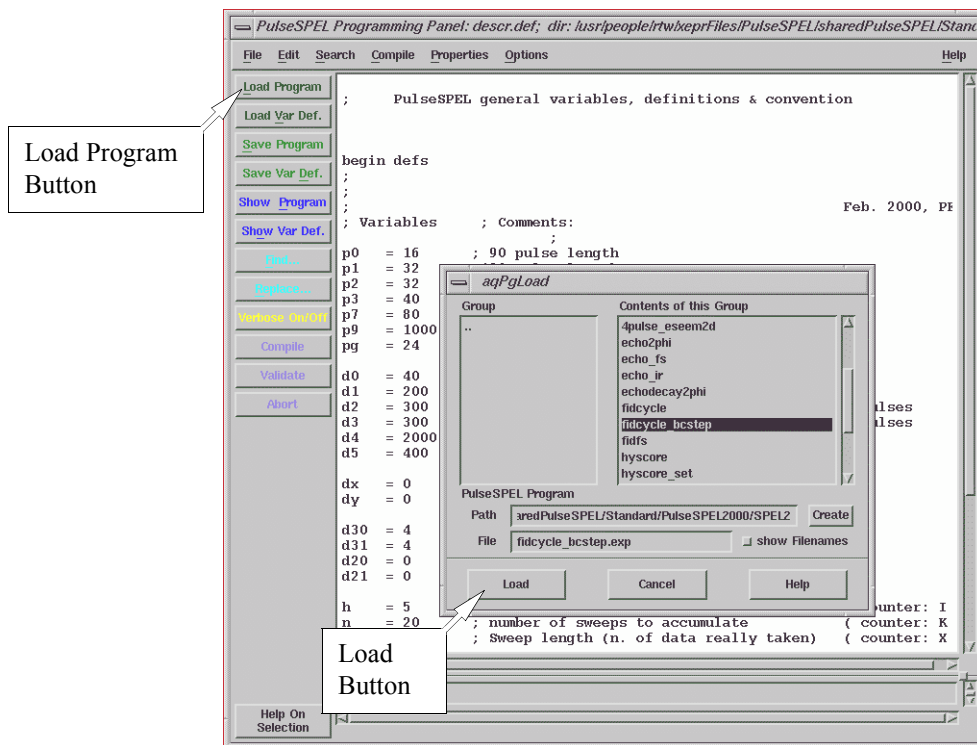 PulseSPEL Programming Panel: descr.def; dir: /usr/people/rtw/xeprFiles/PulseSPEL/sharedPulseSPEL/Stand
File Edit Search Compile Properties Options Help
Load Program
Load Var Def.
Save Program
Save Var Def.
Show Program
Show Var Def.
Find...
Replace...
Verbose On/Off
Compile
Validate
Abort
Help On
Selection
Load Program
Button
; PulseSPEL general variables, definitions & convention
begin defs
;
;
; Feb. 2000, PH
; Variables ; Comments:
;
p0 = 16 ; 90 pulse length
p1 = 32
p2 = 32
p3 = 40
p7 = 80
p9 = 1000
pg = 24
d0 = 40
d1 = 200
d2 = 300 ulses
d3 = 300 ulses
d4 = 2000
d5 = 400
dx = 0
dy = 0
d30 = 4
d31 = 4
d20 = 0
d21 = 0
h = 5 ounter: I
n = 20 ; number of sweeps to accumulate ( counter: K
; Sweep length (n. of data really taken) ( counter: X
aqPgLoad
Group
..
Contents of this Group
4pulse_eseem2d
echo2phi
echo_fs
echo_ir
echodecay2phi
fidcycle
fidcycle_bcstep
fidfs
hyscore
hyscore_set
PulseSPEL Program
Path aredPulseSPEL/Standard/PulseSPEL2000/SPEL2 Create
File fidcycle_bcstep.exp show Filenames
Load Cancel Help
Load
Button